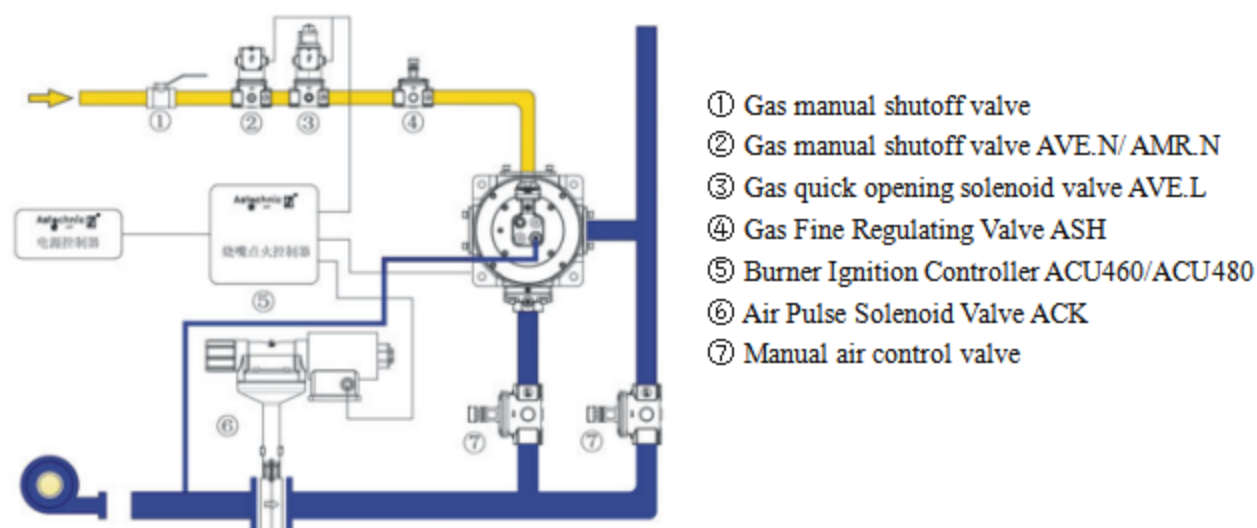 ①
②
③
④
Aetechnic
电源控制器
Aetechnic
烧嘴点火控制器
⑤
⑥
⑦
⑦
① Gas manual shutoff valve
② Gas manual shutoff valve AVE.N/ AMR.N
③ Gas quick opening solenoid valve AVE.L
④ Gas Fine Regulating Valve ASH
⑤ Burner Ignition Controller ACU460/ACU480
⑥ Air Pulse Solenoid Valve ACK
⑦ Manual air control valve